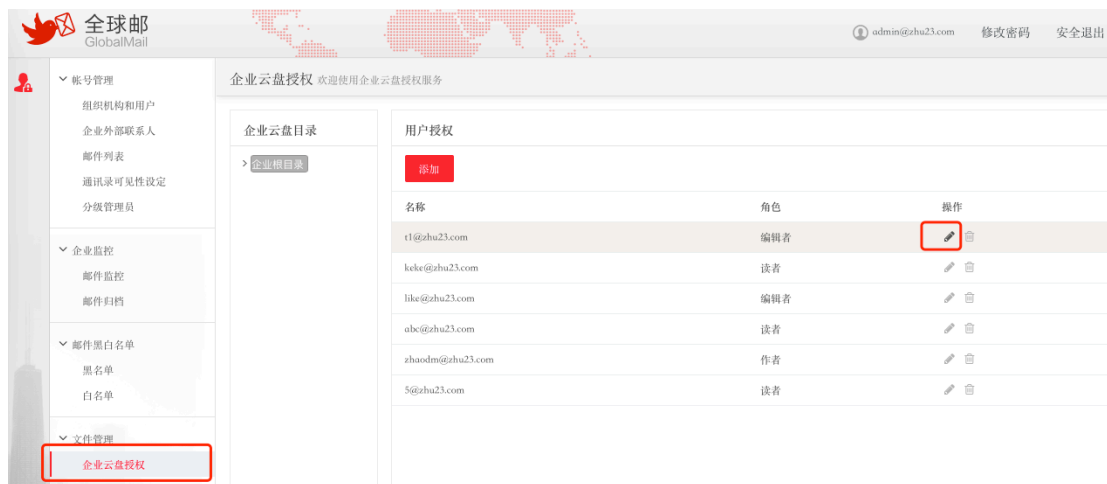 全球邮
GlobalMail
admin@zhu23.com 修改密码 安全退出
帐号管理
组织机构和用户
企业外部联系人
邮件列表
通讯录可见性设定
分级管理员
企业监控
邮件监控
邮件归档
邮件黑白名单
黑名单
白名单
文件管理
企业云盘授权
企业云盘授权 欢迎使用企业云盘授权服务
企业云盘目录
企业根目录
用户授权
添加
名称 角色 操作
t1@zhu23.com 编辑者
keke@zhu23.com 读者
like@zhu23.com 编辑者
abc@zhu23.com 读者
zhaodm@zhu23.com 作者
5@zhu23.com 读者